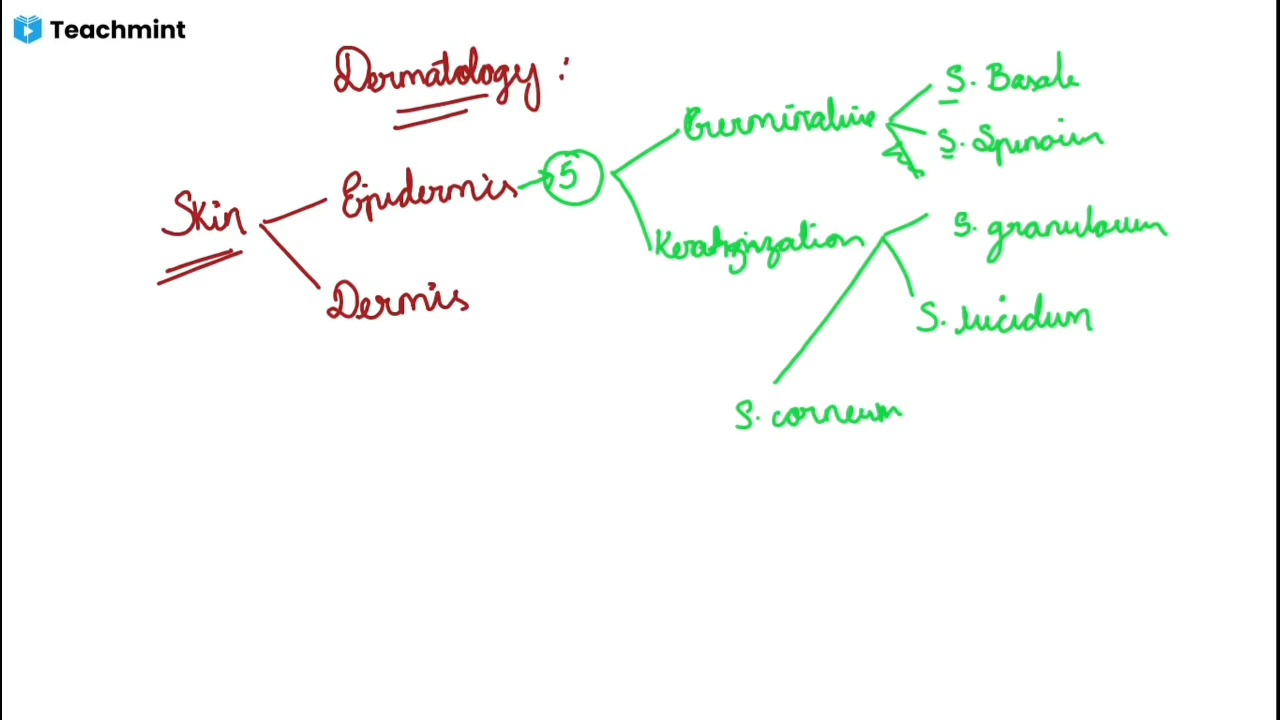 Teachmint
Dermatology :
Skin
Epidermis
5
Dermis
Germinative
S. Basale
S. Spinosum
Keratinization
S. granulosum
S. lucidum
S. corneum